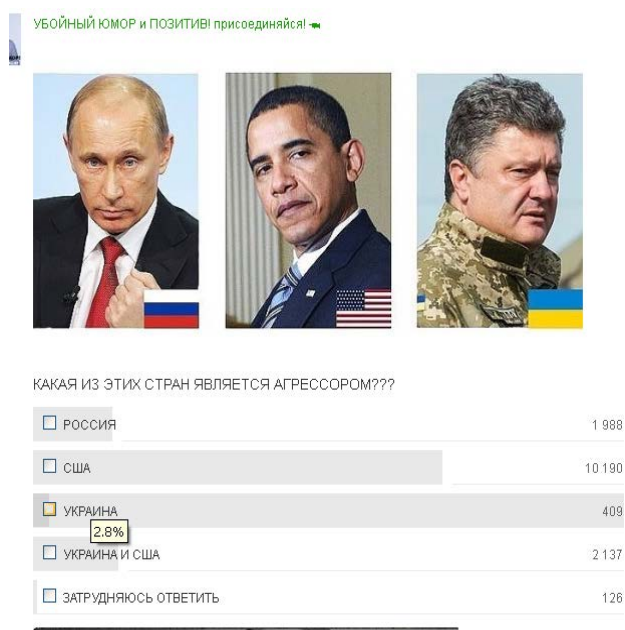 УБОЙНЫЙ ЮМОР и ПОЗИТИВ! присоединяйся!
КАКАЯ ИЗ ЭТИХ СТРАН ЯВЛЯЕТСЯ АГРЕССОРОМ???
РОССИЯ 1 988
США 10 190
УКРАИНА 409
2.8%
УКРАИНА И США 2 137
ЗАТРУДНЯЮСЬ ОТВЕТИТЬ 126